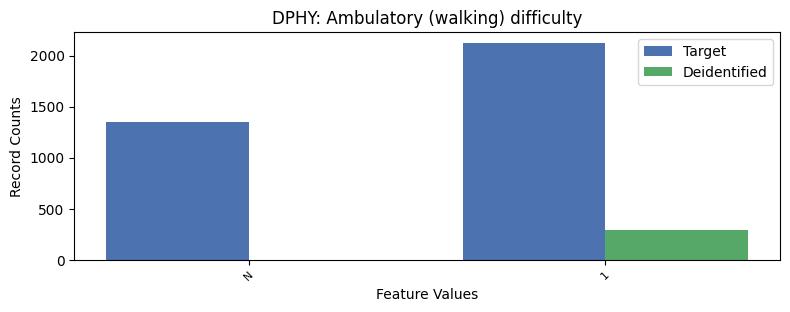 DPHY: Ambulatory (walking) difficulty
Target
Deidentified
Record Counts
2000
1500
1000
500
0
N
1
Feature Values